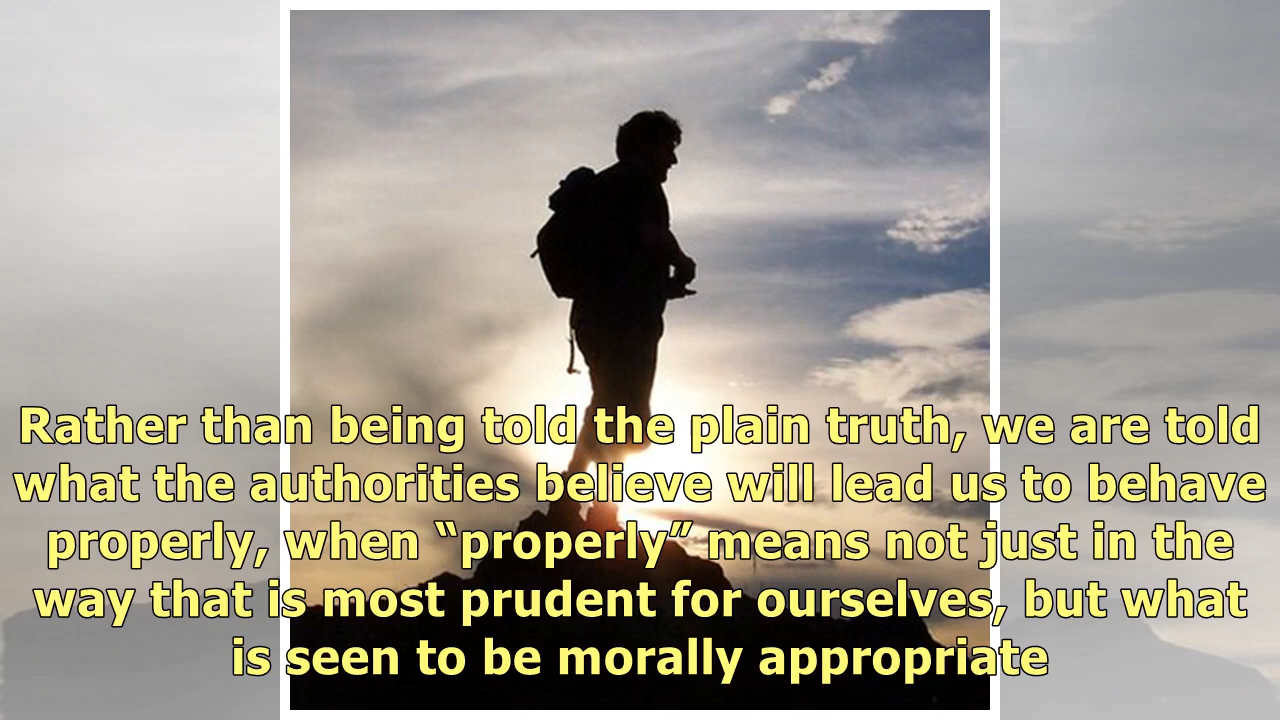 Rather than being told the plain truth, we are told
what the authorities believe will lead us to behave
properly, when “properly” means not just in the
way that is most prudent for ourselves, but what
is seen to be morally appropriate